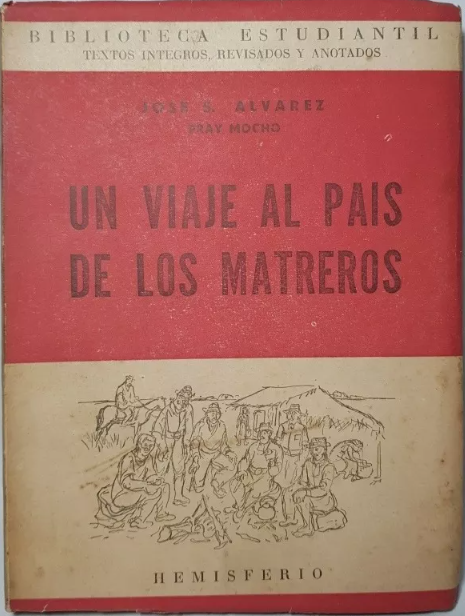 BIBLIOTECA ESTUDIANTIL
TEXTOS INTEGROS, REVISADOS Y ANOTADOS
JOSE S. ALVAREZ
FRAY MOCHO
UN VIAJE AL PAIS
DE LOS MATREROS
HEMISFERIO